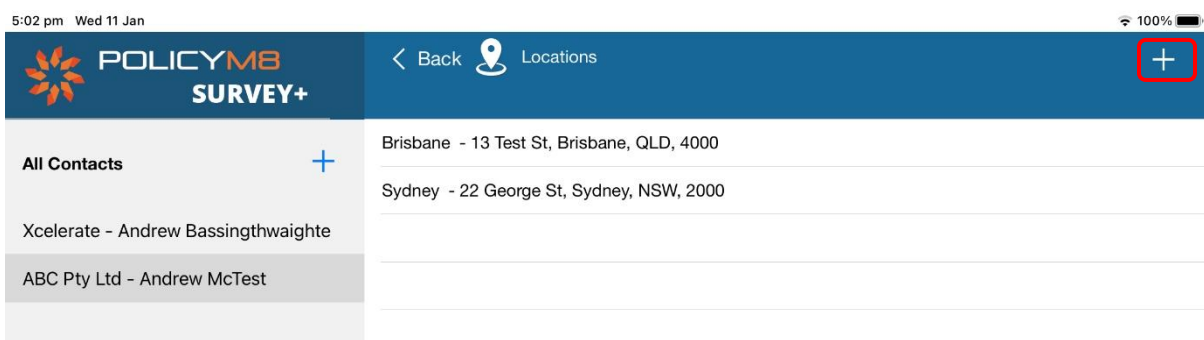 5:02 pm Wed 11 Jan
100%
POLICYM8
SURVEY+
Back
Locations
All Contacts
Xcelerate - Andrew Bassingthwaighte
ABC Pty Ltd - Andrew McTest
Brisbane - 13 Test St, Brisbane, QLD, 4000
Sydney - 22 George St, Sydney, NSW, 2000